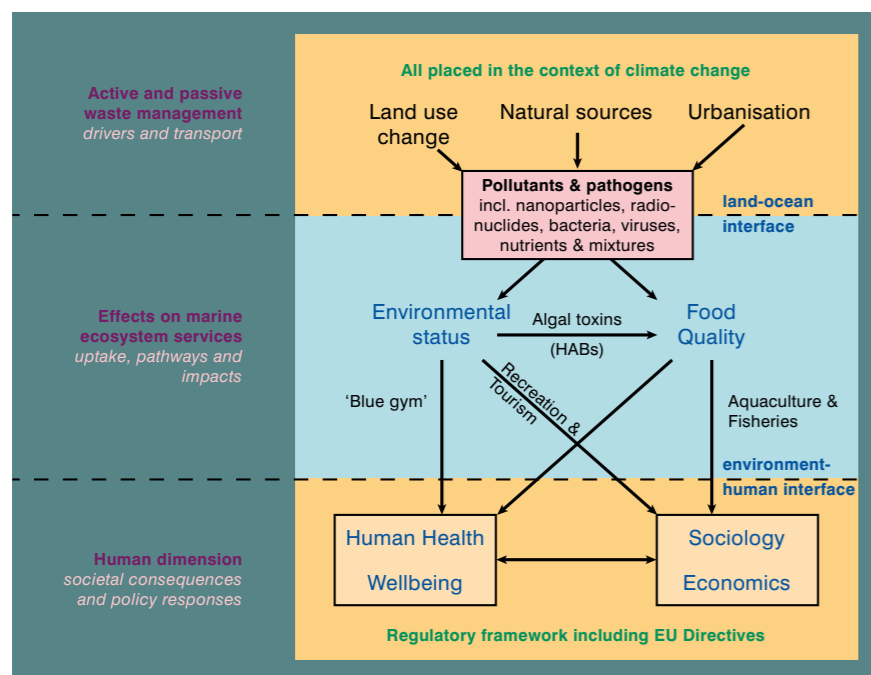 All placed in the context of climate change
Active and passive
waste management
drivers and transport
Land use
change
Natural sources
Urbanisation
Pollutants & pathogens
incl. nanoparticles, radio-
nuclides, bacteria, viruses,
nutrients & mixtures
land-ocean
interface
Effects on marine
ecosystem services
uptake, pathways and
impacts
Environmental
status
Algal toxins
(HABs)
Food
Quality
‘Blue gym’
Recreation &
Tourism
Aquaculture &
Fisheries
environment-
human interface
Human dimension
societal consequences
and policy responses
Human Health
Wellbeing
Sociology
Economics
Regulatory framework including EU Directives